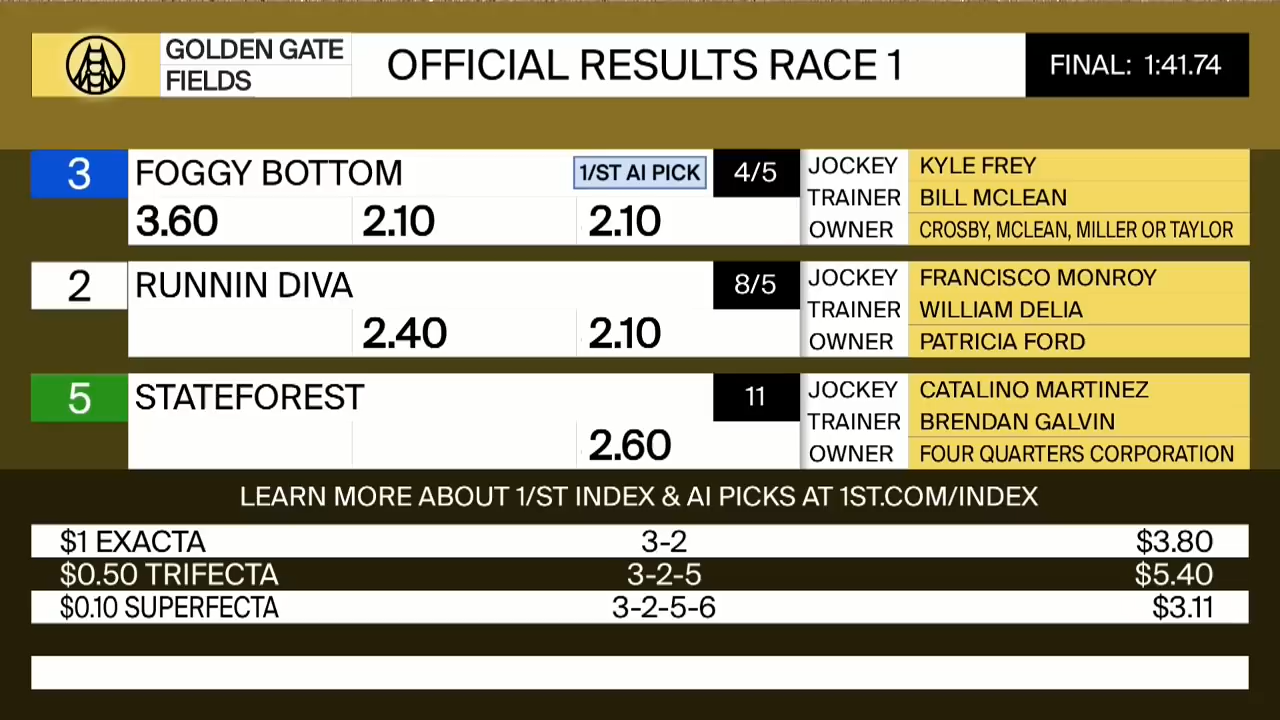 GOLDEN GATE
FIELDS
OFFICIAL RESULTS RACE 1
FINAL: 1:41.74
3 FOGGY BOTTOM 1/ST AI PICK 4/5
3.60 2.10 2.10
JOCKEY KYLE FREY
TRAINER BILL MCLEAN
OWNER CROSBY, MCLEAN, MILLER OR TAYLOR
2 RUNNIN DIVA 8/5
2.40 2.10
JOCKEY FRANCISCO MONROY
TRAINER WILLIAM DELIA
OWNER PATRICIA FORD
5 STATEFOREST 11
2.60
JOCKEY CATALINO MARTINEZ
TRAINER BRENDAN GALVIN
OWNER FOUR QUARTERS CORPORATION
LEARN MORE ABOUT 1/ST INDEX & AI PICKS AT 1ST.COM/INDEX
$1 EXACTA 3-2 $3.80
$0.50 TRIFECTA 3-2-5 $5.40
$0.10 SUPERFECTA 3-2-5-6 $3.11